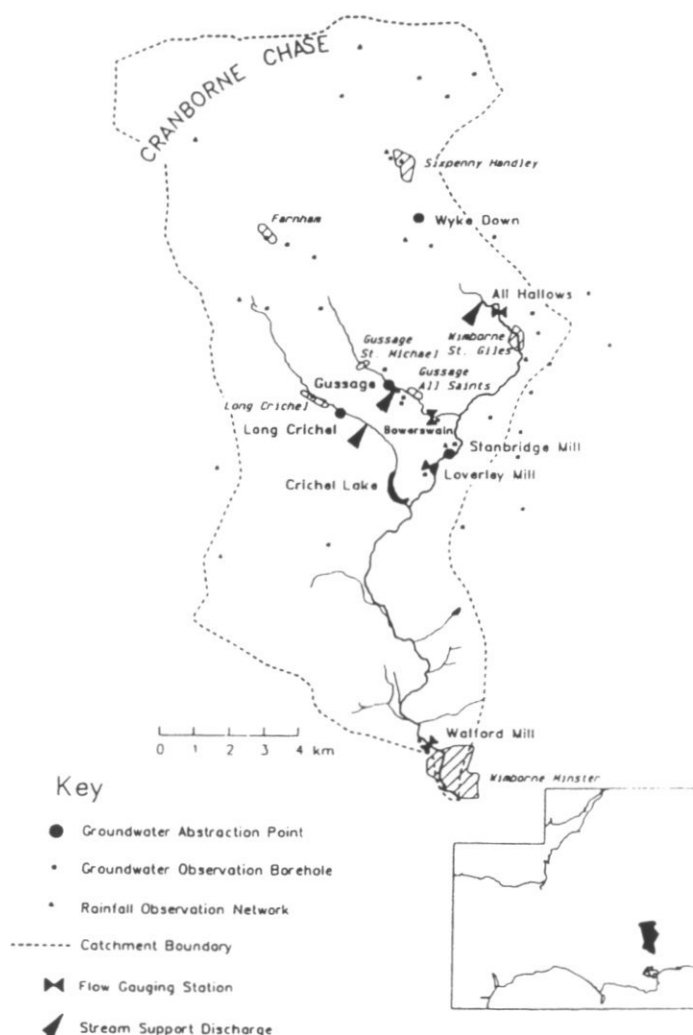 CRANBORNE CHASE
Sixpenny Handley
Wyke Down
Farnham
All Hallows
Wimborne
St. Giles
Gussage
St. Michael
Gussage
Gussage
All Saints
Long Crichel
Long Crichel
Bowerswain
Stanbridge Mill
Loverley Mill
Crichel Lake
Walford Mill
0 1 2 3 4 km
Wimborne Minster
Key
Groundwater Abstraction Point
Groundwater Observation Borehole
Rainfall Observation Network
Catchment Boundary
Flow Gauging Station
Stream Support Discharge